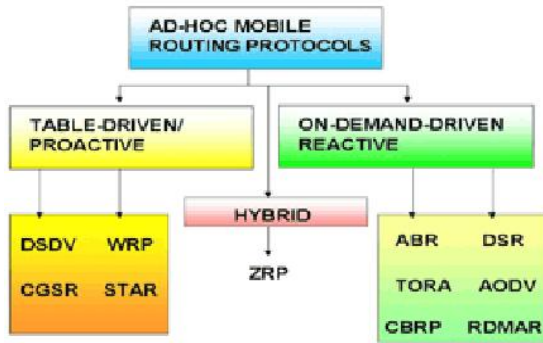 AD-HOC MOBILE
ROUTING PROTOCOLS
TABLE-DRIVEN/
PROACTIVE
ON-DEMAND-DRIVEN
REACTIVE
HYBRID
DSDV WRP
CGSR STAR
ZRP
ABR DSR
TORA AODV
CBRP RDMAR